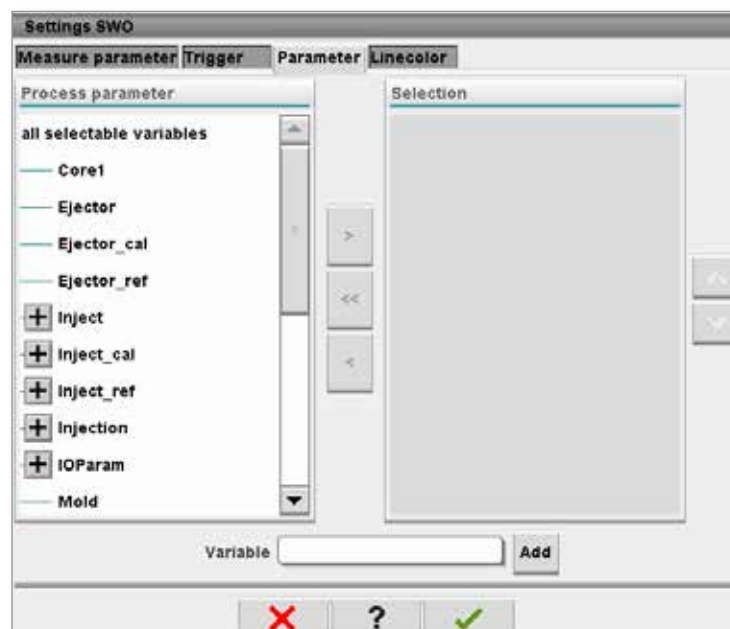 Settings SWO
Measure parameter Trigger Parameter Linecolor
Process parameter
Selection
all selectable variables
Core1
Ejector
Ejector_cal
Ejector_ref
+ Inject
+ Inject_cal
+ Inject_ref
+ Injection
+ IOParam
Mold
>
<<
<
Variable
Add
?